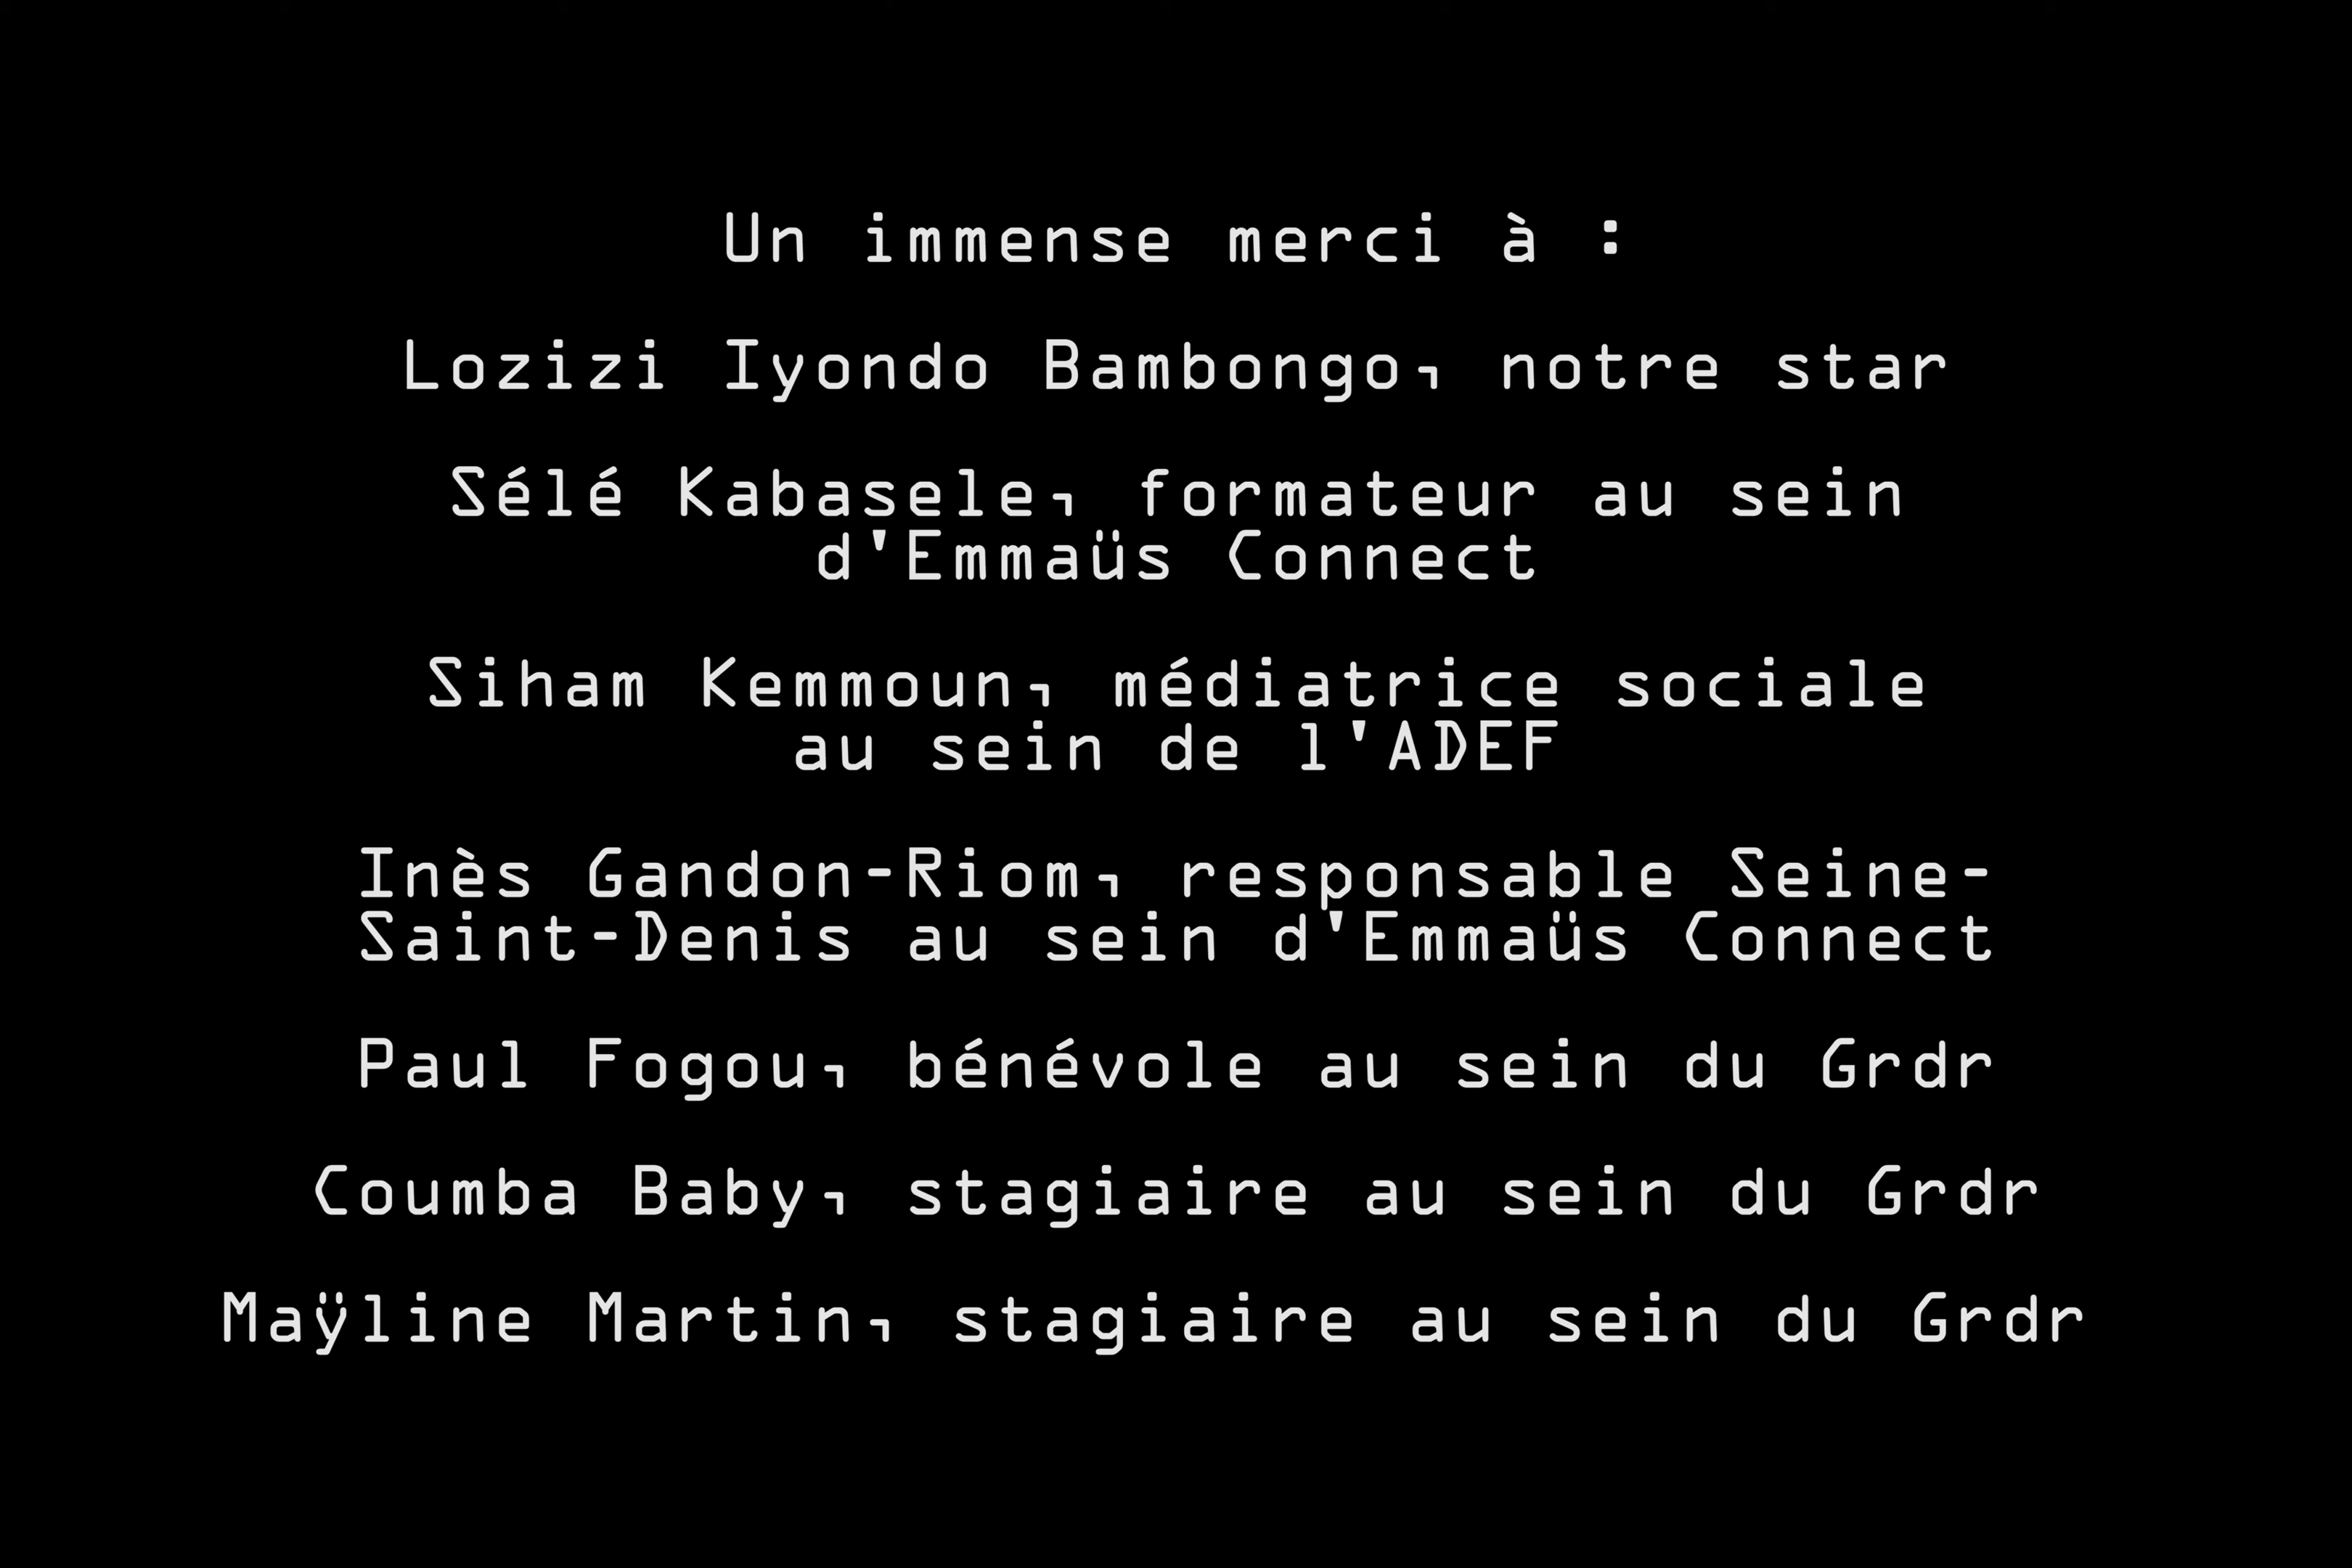 Un immense merci à :
Lozizi Iyondo Bambongo, notre star
Sélé Kabasele, formateur au sein
d'Emmaüs Connect
Siham Kemmoun, médiatrice sociale
au sein de l'ADEF
Inès Gandon-Riom, responsable Seine-
Saint-Denis au sein d'Emmaüs Connect
Paul Fogou, bénévole au sein du Grdr
Coumba Baby, stagiaire au sein du Grdr
Maÿline Martin, stagiaire au sein du Grdr